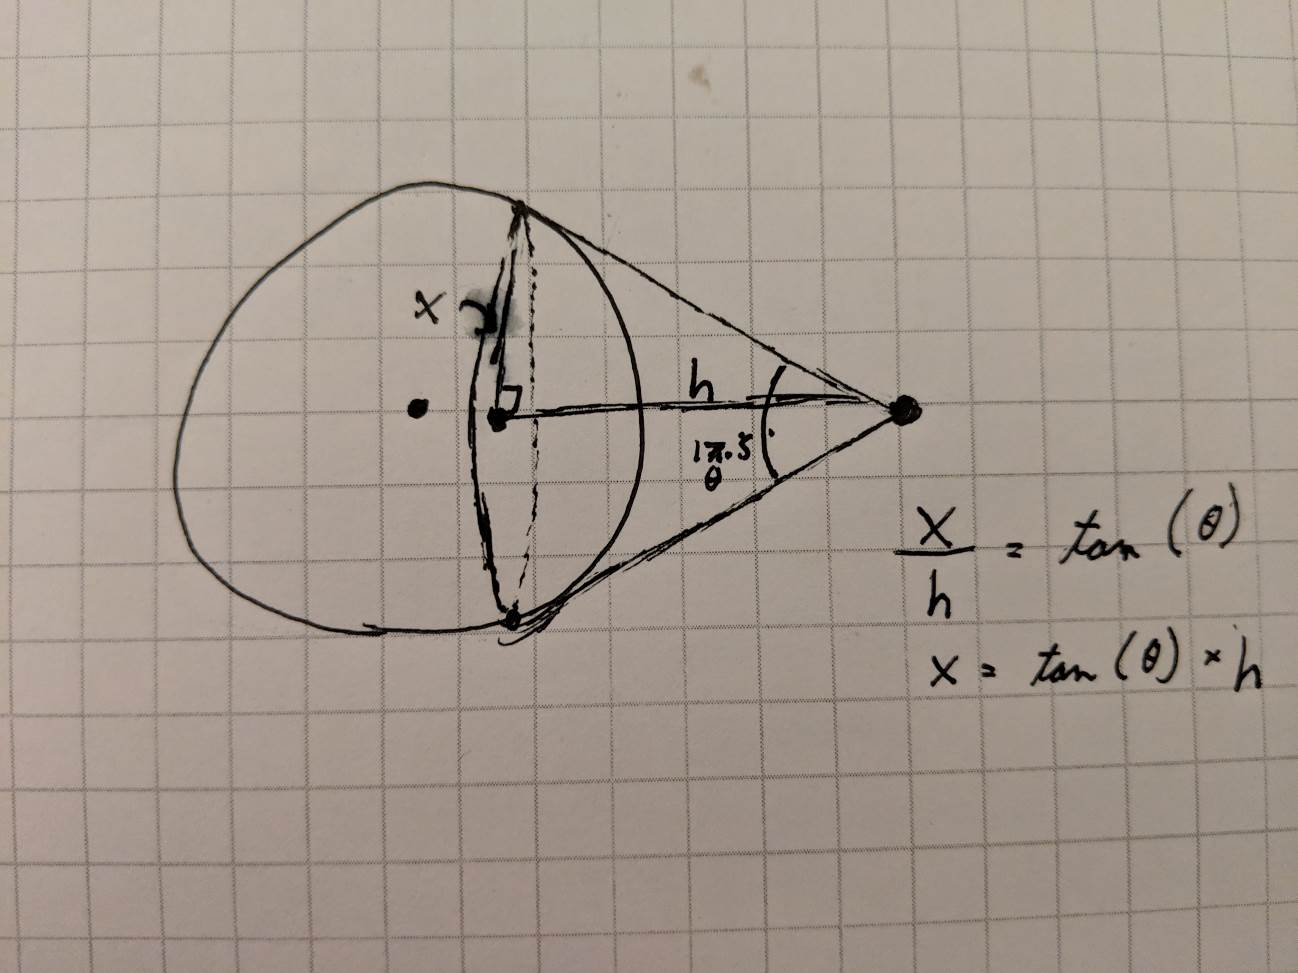 x
h
θ
x
h = tan (θ)
x = tan (θ) × h